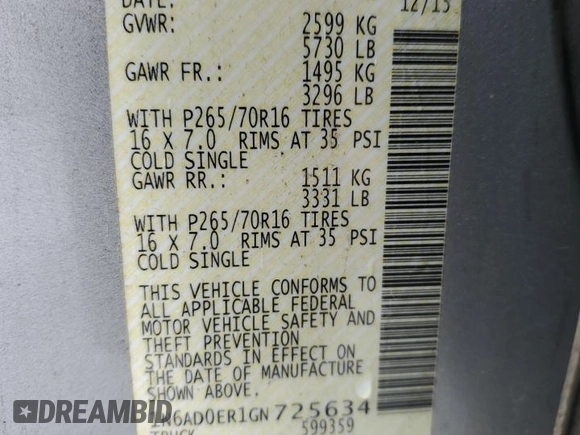 DATE: 12/15
GVWR: 2599 KG
5730 LB
GAWR FR.: 1495 KG
3296 LB
WITH P265/70R16 TIRES
16 X 7.0 RIMS AT 35 PSI
COLD SINGLE
GAWR RR.: 1511 KG
3331 LB
WITH P265/70R16 TIRES
16 X 7.0 RIMS AT 35 PSI
COLD SINGLE
THIS VEHICLE CONFORMS TO
ALL APPLICABLE FEDERAL
MOTOR VEHICLE SAFETY AND
THEFT PREVENTION
STANDARDS IN EFFECT ON
THE DATE OF MANUFACTURE
SHOWN ABOVE.
1N6AD0ER1GN725634
TRUCK 599359
DREAMBID